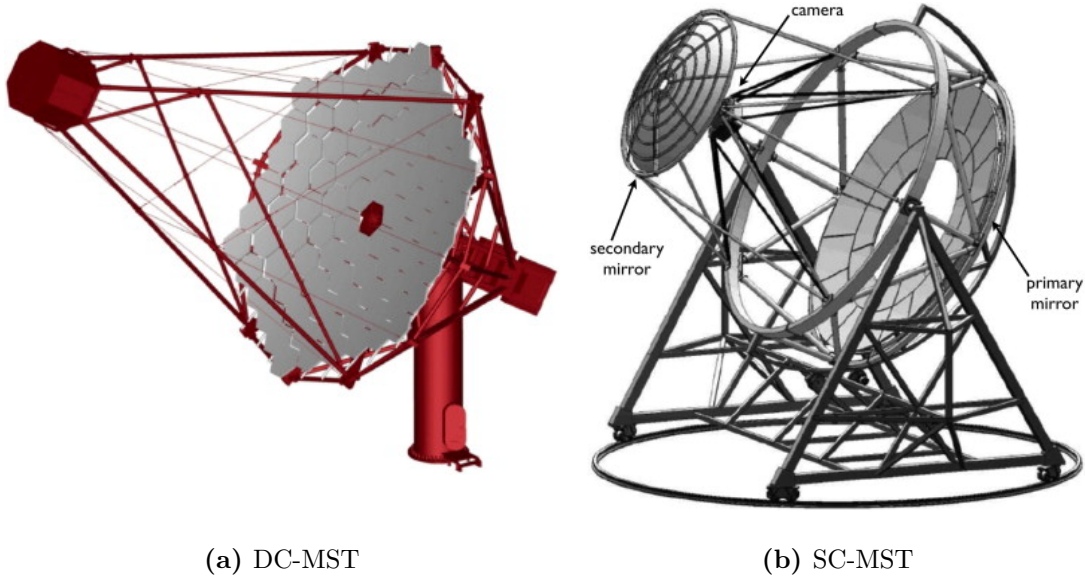 camera
secondary
mirror
primary
mirror
(a) DC-MST
(b) SC-MST